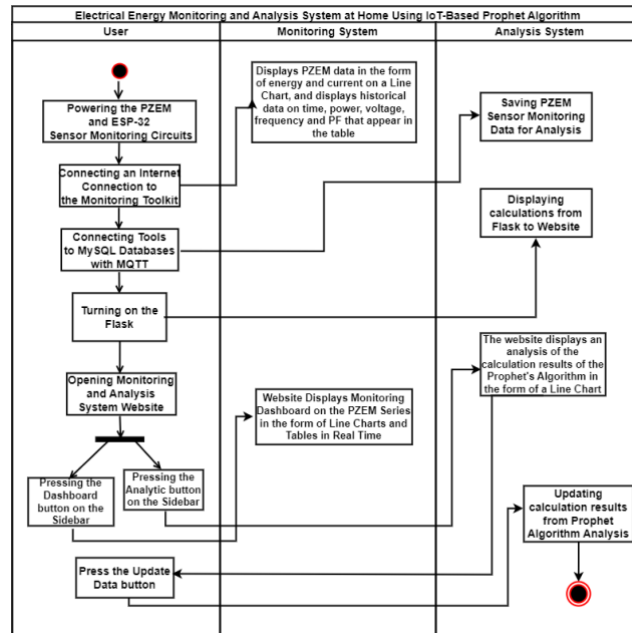 Electrical Energy Monitoring and Analysis System at Home Using IoT-Based Prophet Algorithm
User
Monitoring System
Analysis System
Displays PZEM data in the form
of energy and current on a Line
Chart, and displays historical
data on time, power, voltage,
frequency and PF that appear in
the table
Powering the PZEM
and ESP-32
Sensor Monitoring Circuits
Saving PZEM
Sensor Monitoring
Data for Analysis
Connecting an Internet
Connection to
the Monitoring Toolkit
Displaying
calculations from
Flask to Website
Connecting Tools
to MySQL Databases
with MQTT
Turning on the
Flask
The website displays an
analysis of the
calculation results of the
Prophet's Algorithm in
the form of a Line Chart
Opening Monitoring
and Analysis
System Website
Website Displays Monitoring
Dashboard on the PZEM Series
in the form of Line Charts and
Tables in Real Time
Pressing the
Dashboard
button on the
Sidebar
Pressing the
Analytic button
on the Sidebar
Updating
calculation results
from Prophet
Algorithm Analysis
Press the Update
Data button